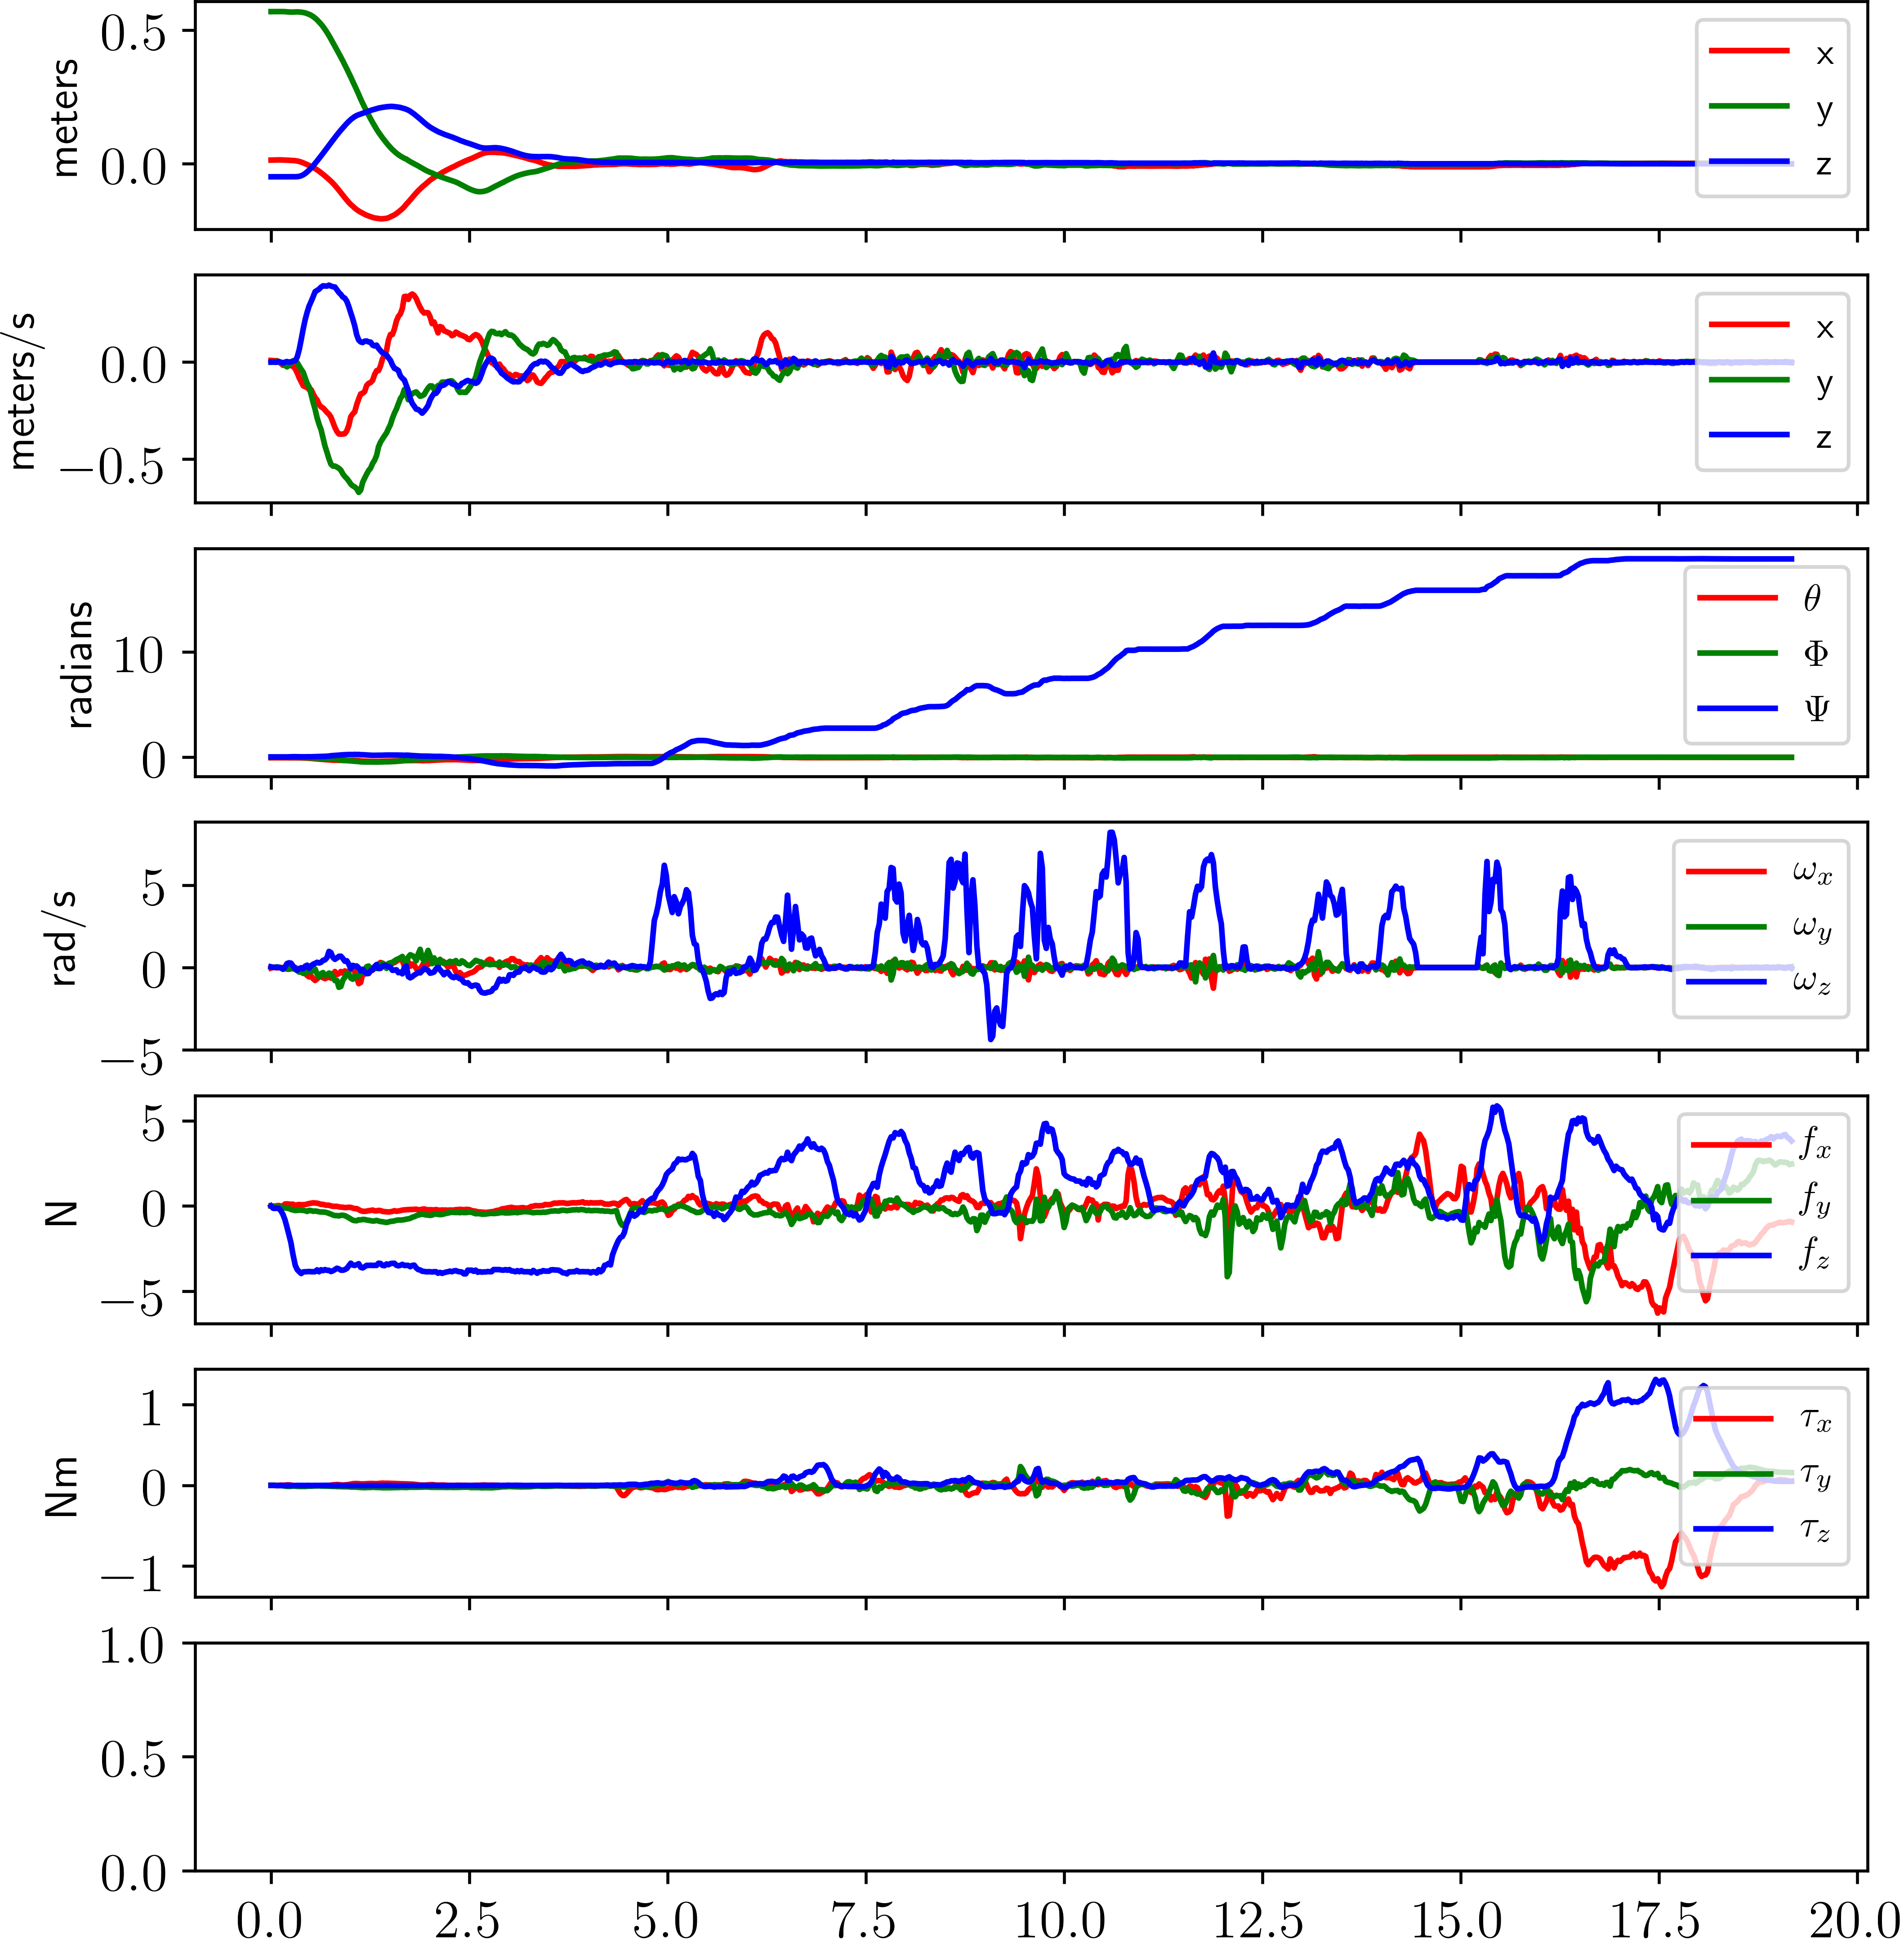 meters
0.5
0.0
x
y
z
meters/s
0.0
−0.5
x
y
z
radians
10
0
θ
Φ
Ψ
rad/s
5
0
−5
ωx
ωy
ωz
N
5
0
−5
fx
fy
fz
Nm
1
0
−1
τx
τy
τz
1.0
0.5
0.0
0.0 2.5 5.0 7.5 10.0 12.5 15.0 17.5 20.0